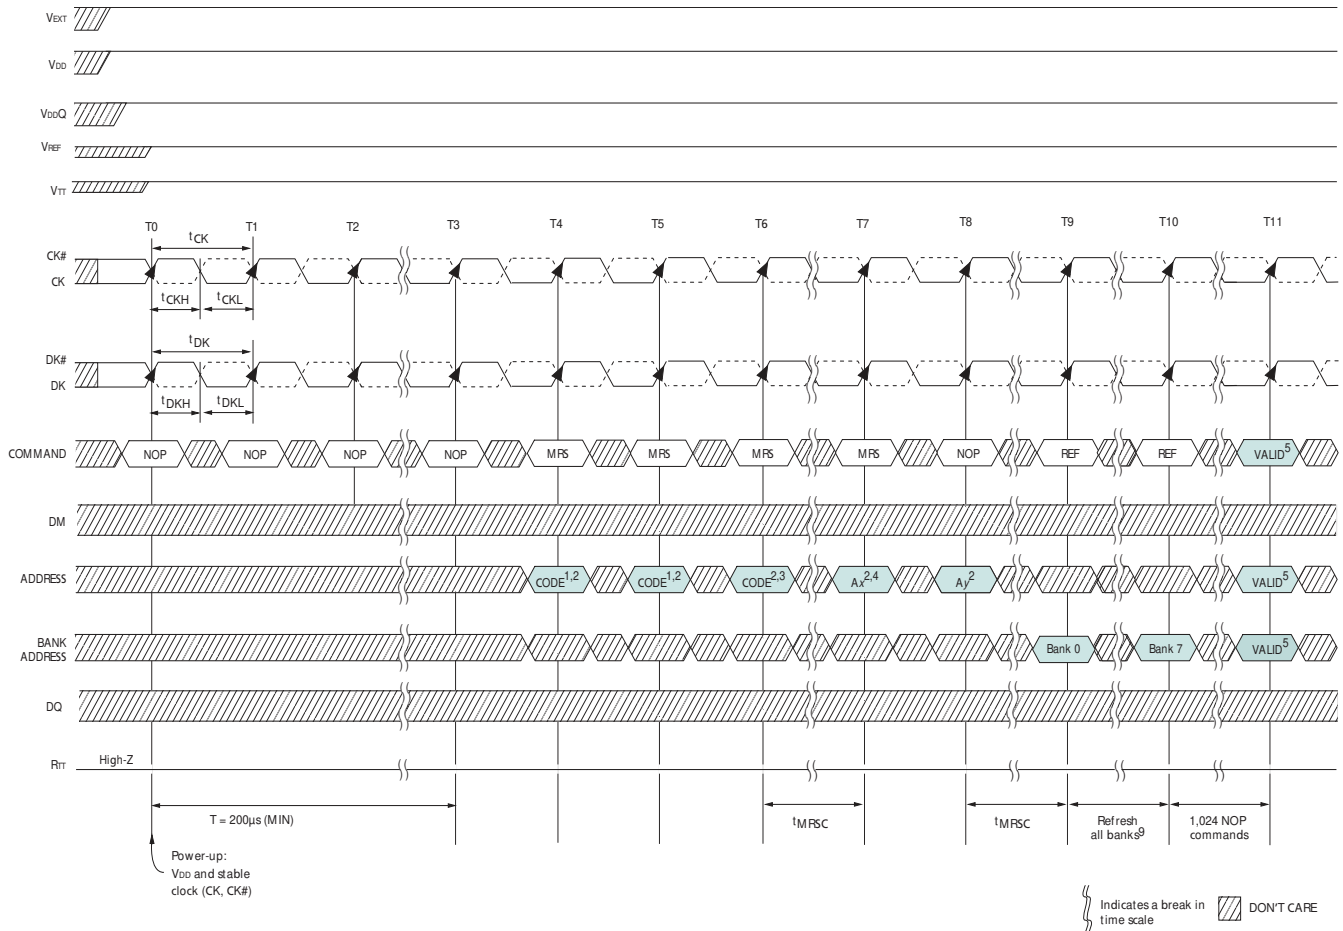 VEXT
VDD
VDDQ
VREF
VTT
T0 T1 T2 T3 T4 T5 T6 T7 T8 T9 T10 T11
tCK
CK#
CK
tCKH tCKL
tDK
DK#
DK
tDKH tDKL
COMMAND NOP NOP NOP NOP MRS MRS MRS MRS NOP REF REF VALID5
DM
ADDRESS CODE1,2 CODE1,2 CODE2,3 Ax2,4 Ay2 VALID5
BANK
ADDRESS Bank 0 Bank 7 VALID5
DQ
RTT High-Z
T = 200µs (MIN)
tMRSC
tMRSC
Refresh
all banks9
1,024 NOP
commands
Power-up:
VDD and stable
clock (CK, CK#)
Indicates a break in
time scale
DON'T CARE